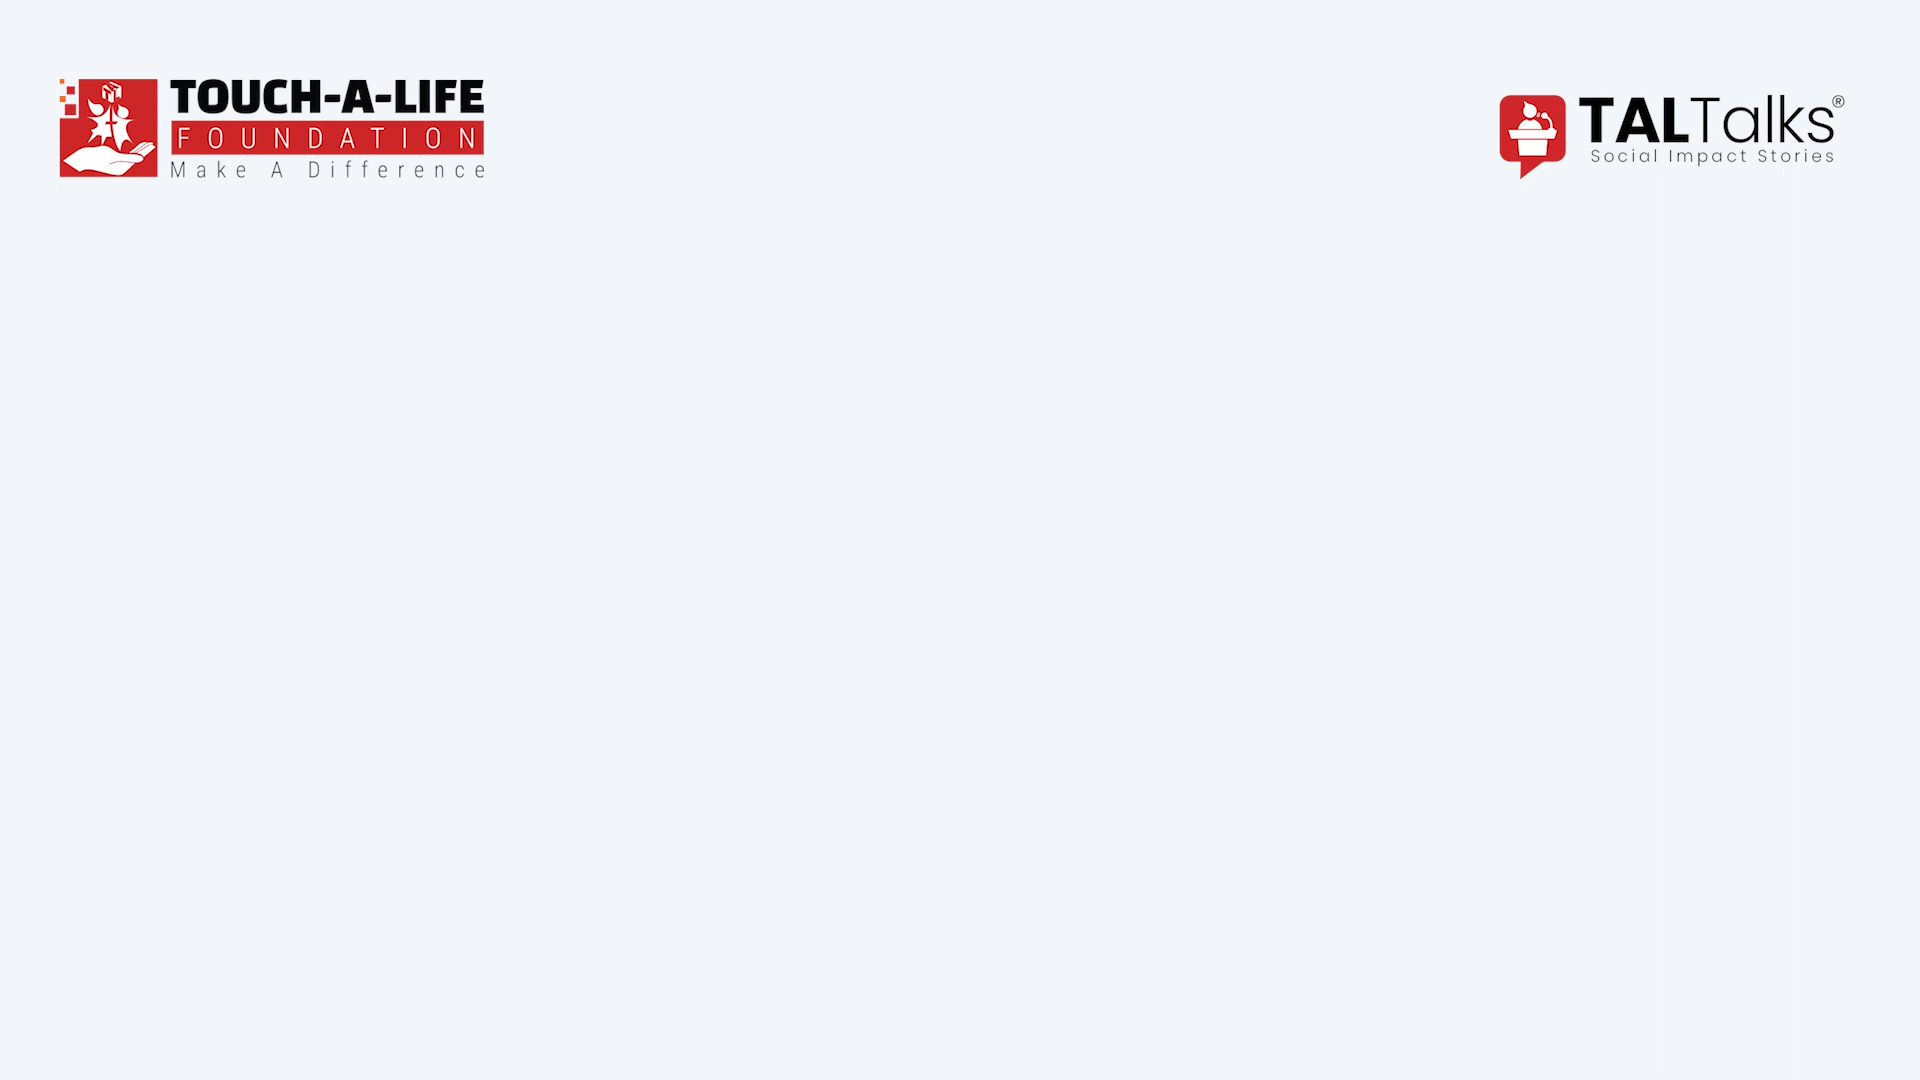 TOUCH-A-LIFE
FOUNDATION
Make A Difference
TALTalks®
Social Impact Stories